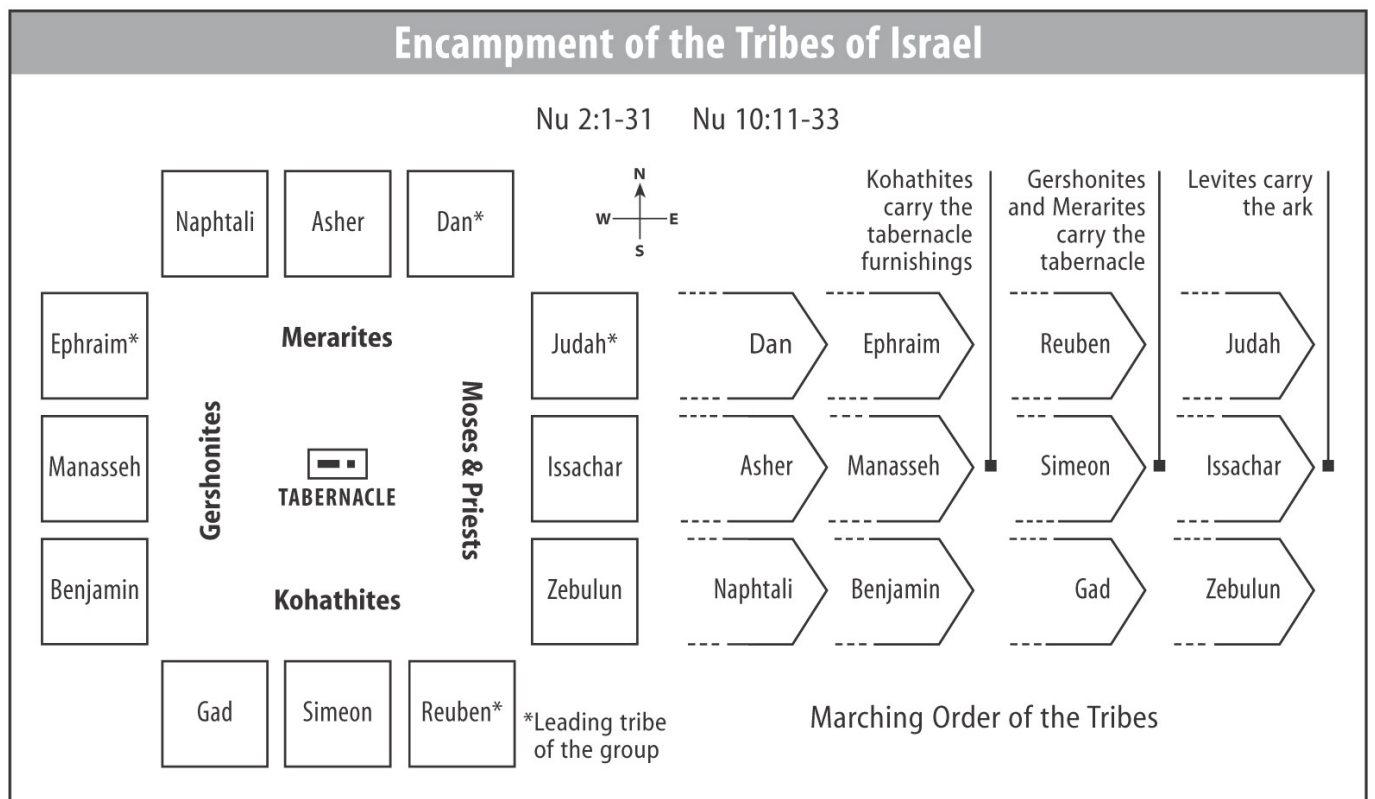 Encampment of the Tribes of Israel
Nu 2:1-31 Nu 10:11-33
Naphtali
Asher
Dan*
Ephraim*
Manasseh
Benjamin
Merarites
Gershonites
TABERNACLE
Moses & Priests
Kohathites
Judah*
Issachar
Zebulun
Gad
Simeon
Reuben*
*Leading tribe
of the group
N
W
E
S
Kohathites
carry the
tabernacle
furnishings
Gershonites
and Merarites
carry the
tabernacle
Levites carry
the ark
Dan
Ephraim
Reuben
Judah
Asher
Manasseh
Simeon
Issachar
Naphtali
Benjamin
Gad
Zebulun
Marching Order of the Tribes